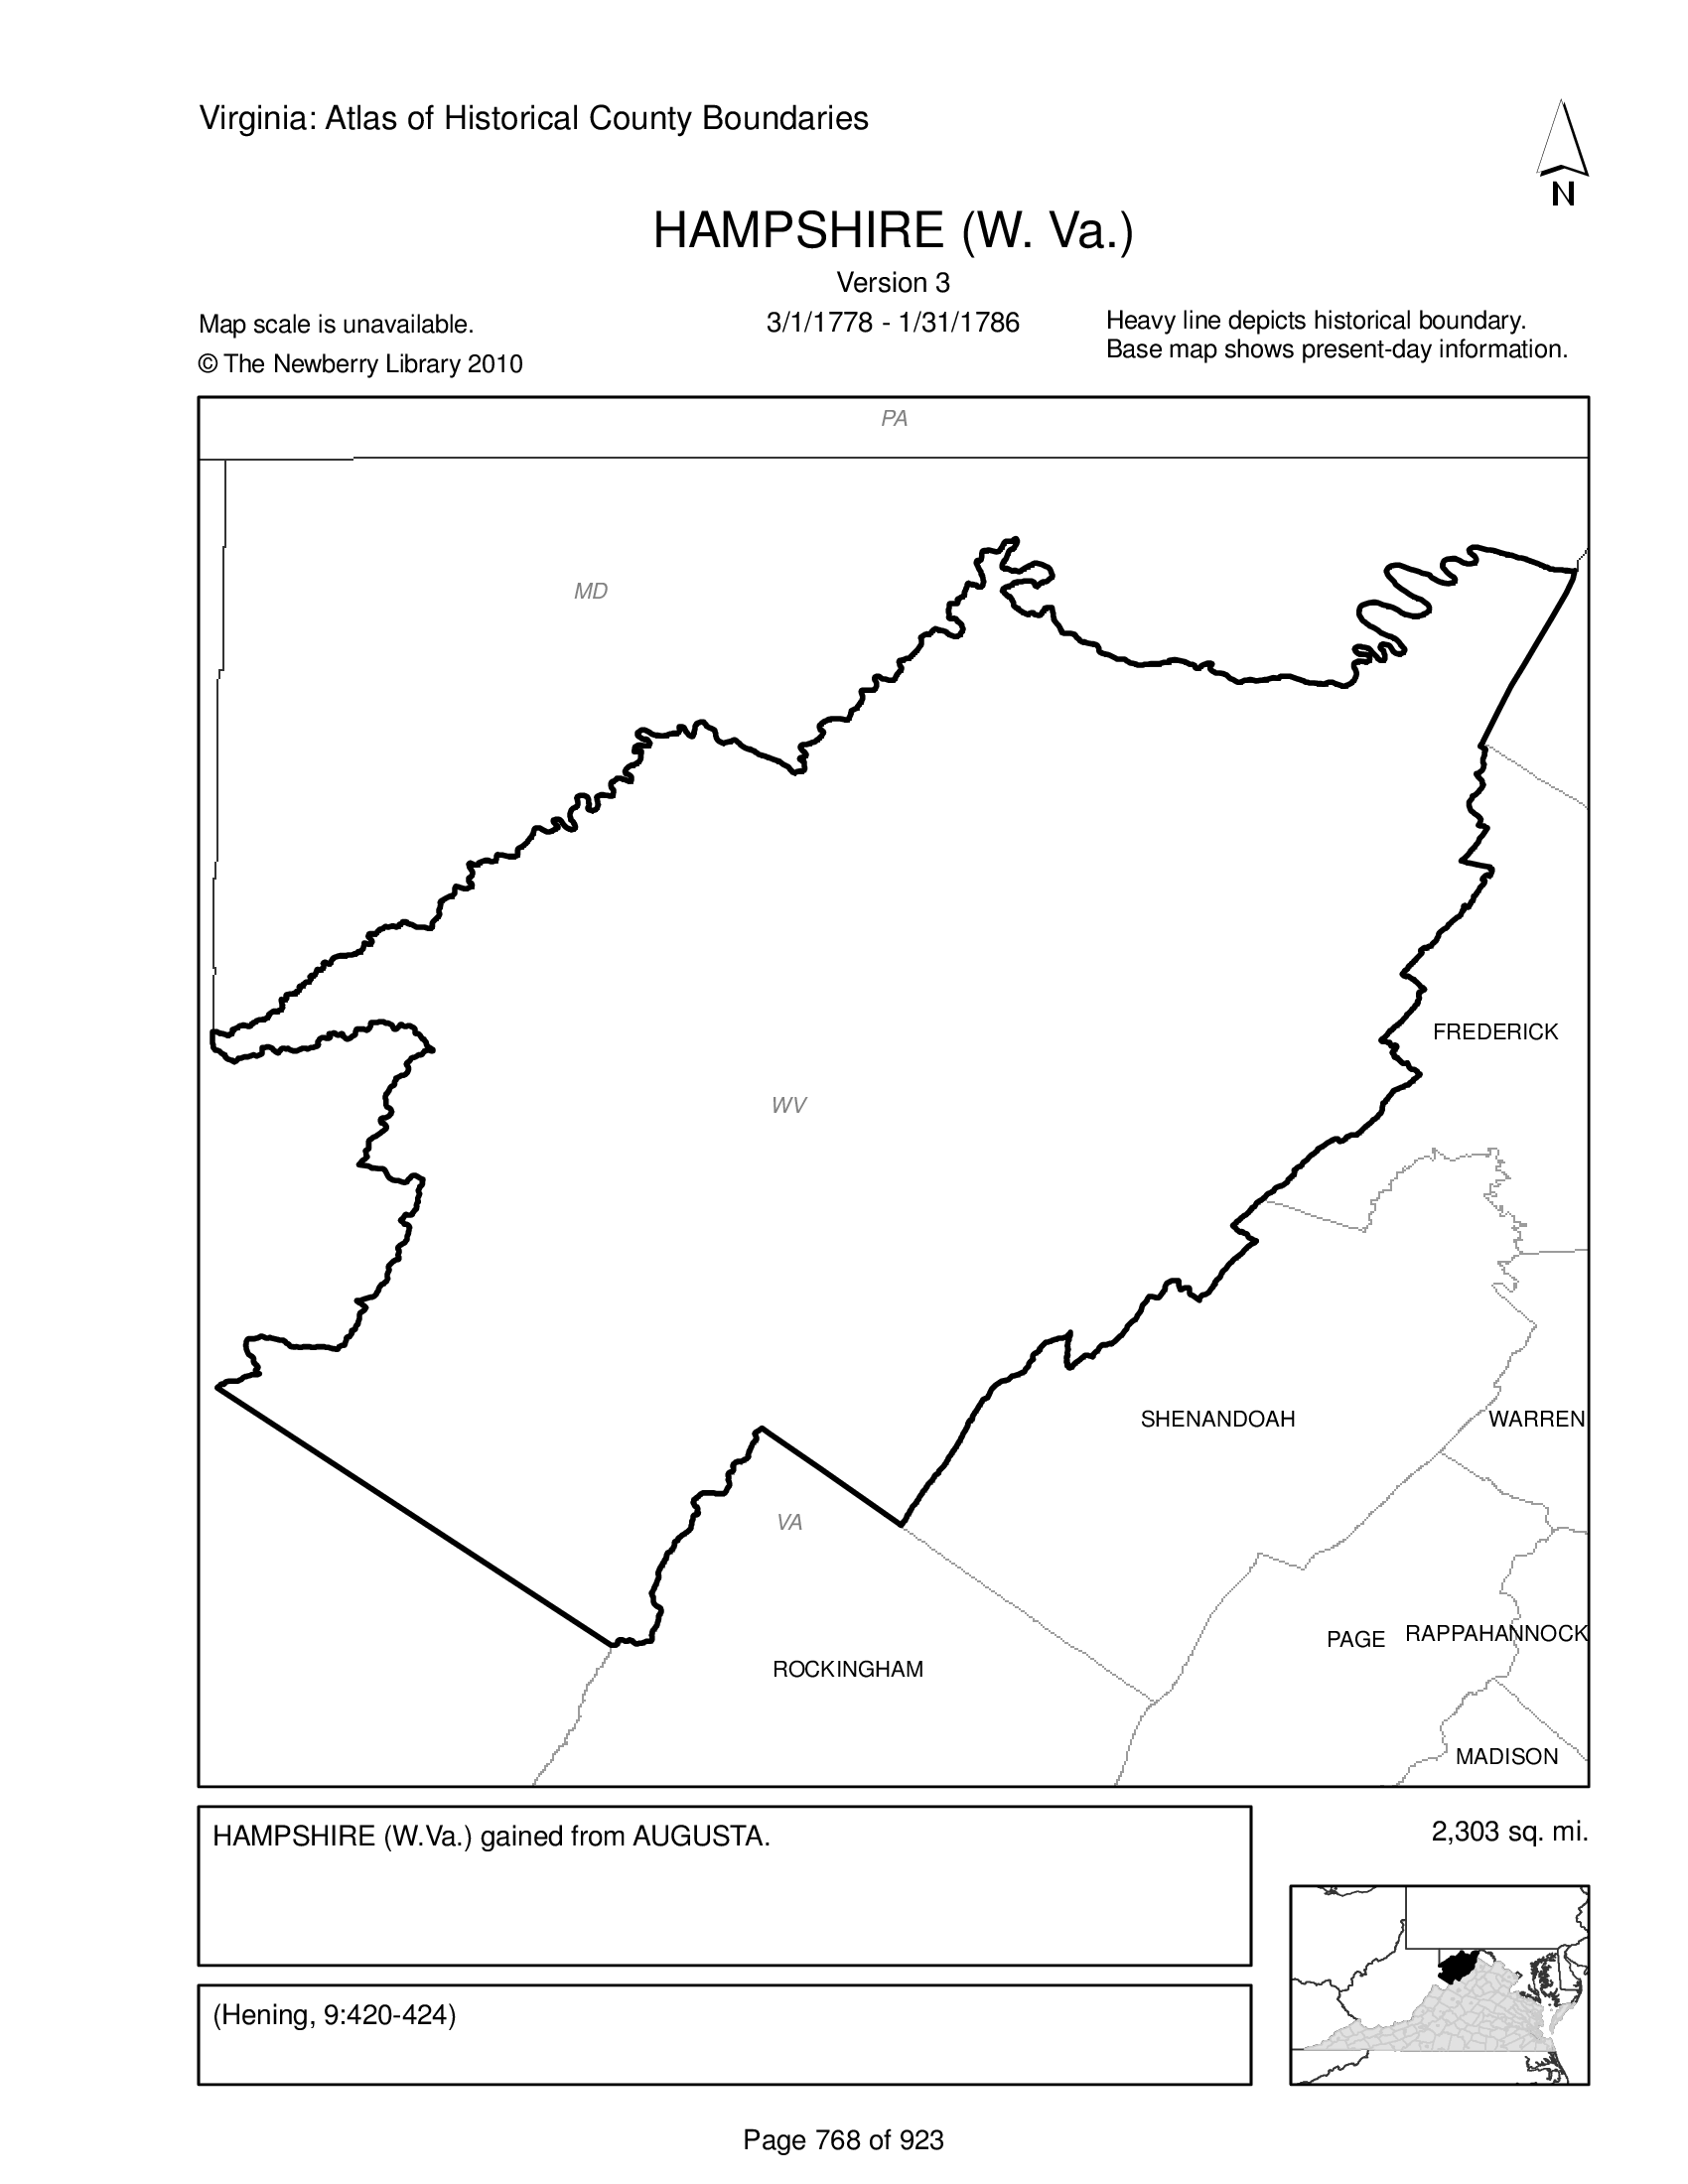 Virginia: Atlas of Historical County Boundaries
N
HAMPSHIRE (W. Va.)
Version 3
Map scale is unavailable.
3/1/1778 - 1/31/1786
Heavy line depicts historical boundary.
Base map shows present-day information.
© The Newberry Library 2010
PA
MD
FREDERICK
WV
SHENANDOAH
WARREN
VA
PAGE
RAPPAHANNOCK
ROCKINGHAM
MADISON
HAMPSHIRE (W.Va.) gained from AUGUSTA.
2,303 sq. mi.
(Hening, 9:420-424)
Page 768 of 923